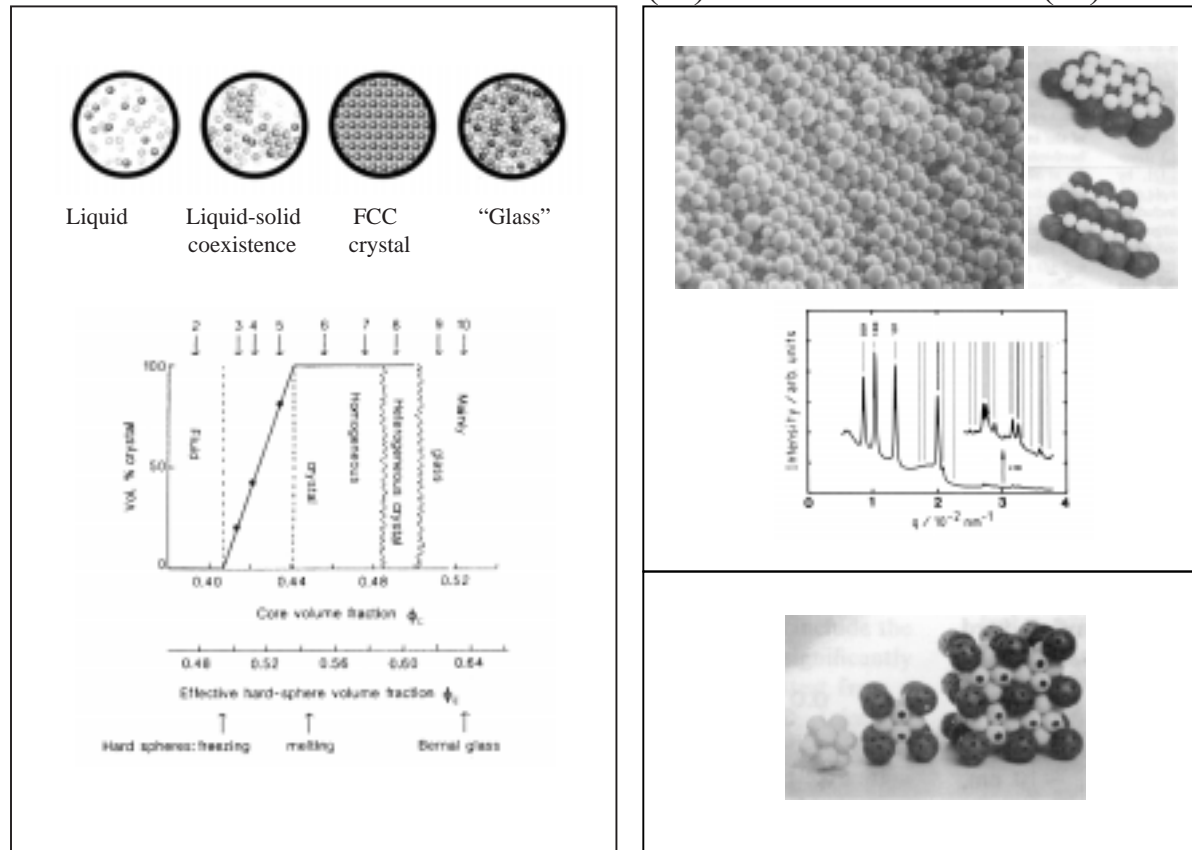 Liquid
Liquid-solid
coexistence
FCC
crystal
“Glass”
2 3 4 5 6 7 8 9 10
100
50
0
Vol. % crystal
Fluid
Homogeneous
crystal
Heterogeneous crystal
Mainly
glass
0.40 0.44 0.48 0.52
Core volume fraction ϕc
0.48 0.52 0.56 0.60 0.64
Effective hard-sphere volume fraction
Hard spheres: freezing melting Bernal glass
Intensity / arb. units
0 1 2 3 4
q / 10⁻² nm⁻¹
include the